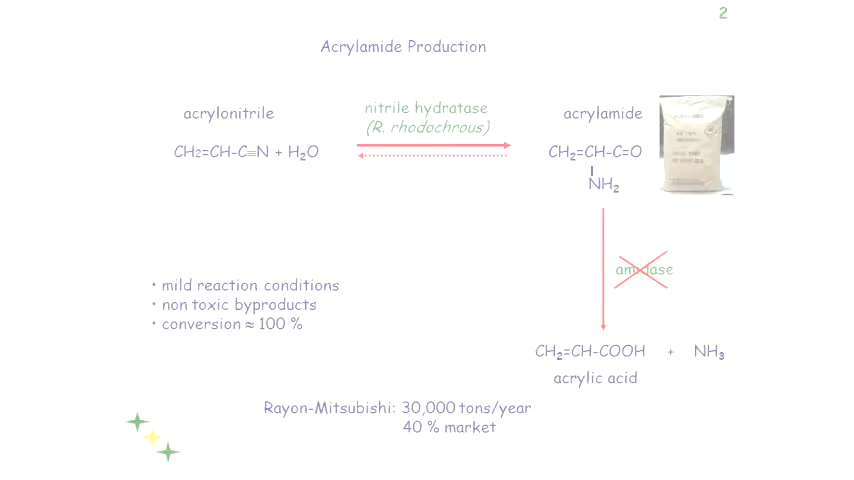 2
Acrylamide Production
acrylonitrile
nitrile hydratase
(R. rhodochrous)
acrylamide
CH2=CH-C≡N + H2O
CH2=CH-C=O
NH2
amidase
• mild reaction conditions
• non toxic byproducts
• conversion ≈ 100 %
CH2=CH-COOH + NH3
acrylic acid
Rayon-Mitsubishi: 30,000 tons/year
40 % market